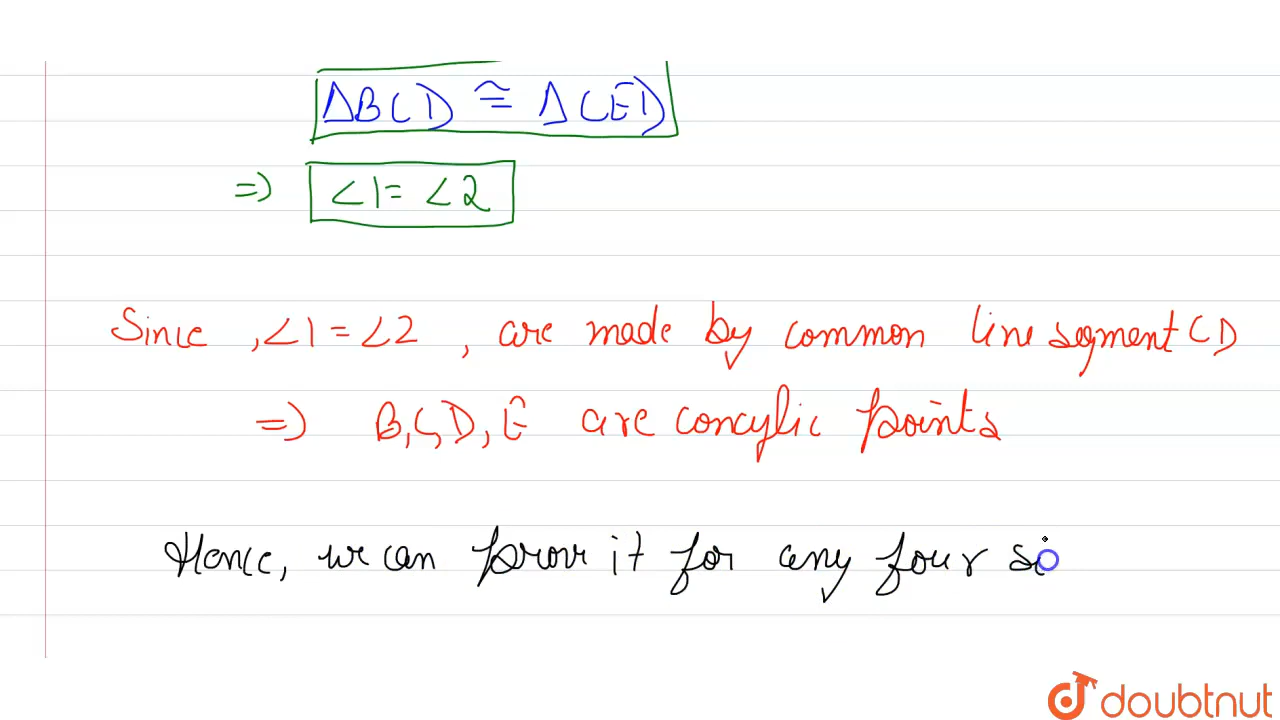 ΔBCD ≅ ΔCED
=> ∠1 = ∠2
Since, ∠1 = ∠2, are made by common line segment CD
=> B, C, D, E are concylic points
Hence, we can prove it for any four si
doubtnut